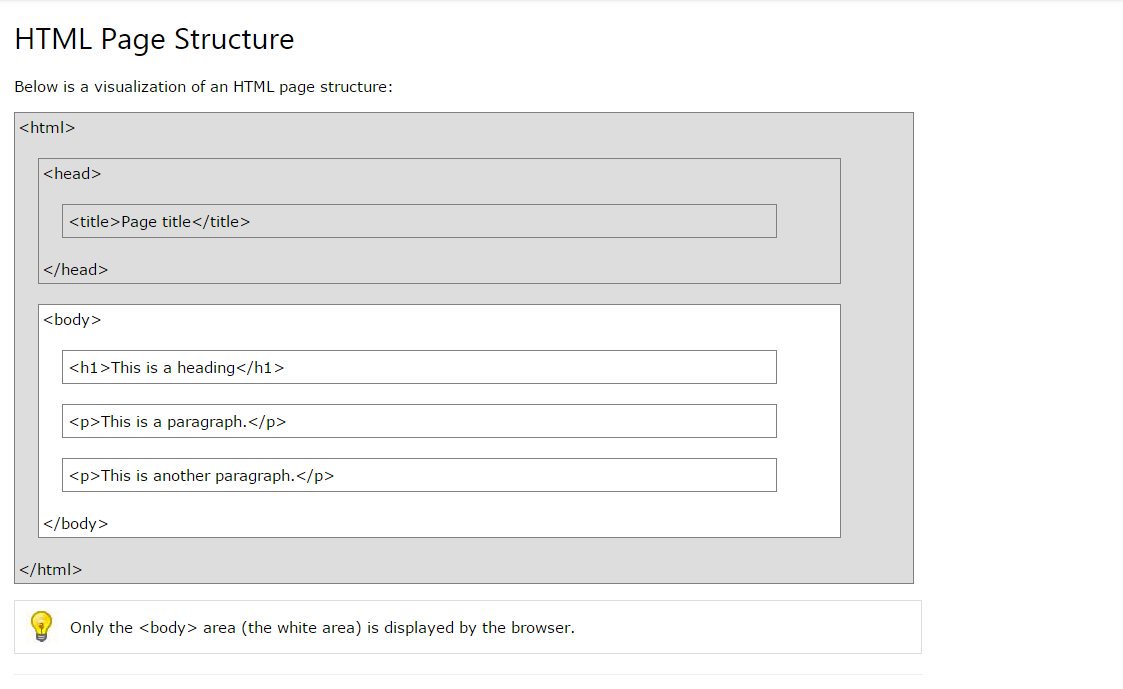 HTML Page Structure
Below is a visualization of an HTML page structure:
<html>
<head>
<title>Page title</title>
</head>
<body>
<h1>This is a heading</h1>
<p>This is a paragraph.</p>
<p>This is another paragraph.</p>
</body>
</html>
Only the <body> area (the white area) is displayed by the browser.